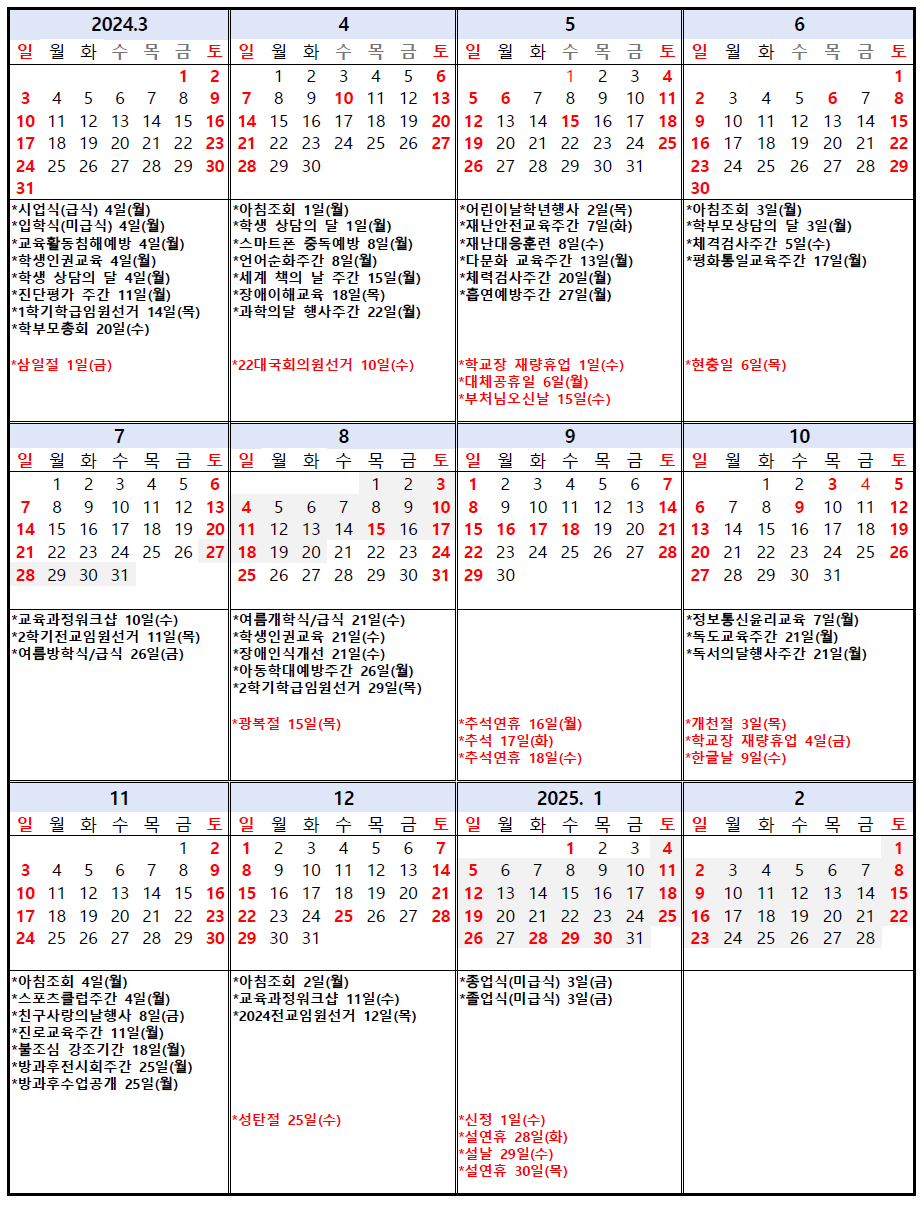 2024.3
일 월 화 수 목 금 토
1 2
3 4 5 6 7 8 9
10 11 12 13 14 15 16
17 18 19 20 21 22 23
24 25 26 27 28 29 30
31
*시업식(급식) 4일(월)
*입학식(미급식) 4일(월)
*교육활동침해예방 4일(월)
*학생인권교육 4일(월)
*학생 상담의 달 4일(월)
*진단평가 주간 11일(월)
*1학기학급임원선거 14일(목)
*학부모총회 20일(수)
*삼일절 1일(금)
4
일 월 화 수 목 금 토
1 2 3 4 5 6
7 8 9 10 11 12 13
14 15 16 17 18 19 20
21 22 23 24 25 26 27
28 29 30
*아침조회 1일(월)
*학생 상담의 달 1일(월)
*스마트폰 중독예방 8일(월)
*언어순화주간 8일(월)
*세계 책의 날 주간 15일(월)
*장애이해교육 18일(목)
*과학의달 행사주간 22일(월)
*22대국회의원선거 10일(수)
5
일 월 화 수 목 금 토
1 2 3 4
5 6 7 8 9 10 11
12 13 14 15 16 17 18
19 20 21 22 23 24 25
26 27 28 29 30 31
*어린이날학년행사 2일(목)
*재난안전교육주간 7일(화)
*재난대응훈련 8일(수)
*다문화 교육주간 13일(월)
*체력검사주간 20일(월)
*흡연예방주간 27일(월)
*학교장 재량휴업 1일(수)
*대체공휴일 6일(월)
*부처님오신날 15일(수)
6
일 월 화 수 목 금 토
1
2 3 4 5 6 7 8
9 10 11 12 13 14 15
16 17 18 19 20 21 22
23 24 25 26 27 28 29
30
*아침조회 3일(월)
*학부모상담의 달 3일(월)
*체격검사주간 5일(수)
*평화통일교육주간 17일(월)
*현충일 6일(목)
7
일 월 화 수 목 금 토
1 2 3 4 5 6
7 8 9 10 11 12 13
14 15 16 17 18 19 20
21 22 23 24 25 26 27
28 29 30 31
*교육과정워크샵 10일(수)
*2학기전교임원선거 11일(목)
*여름방학식/급식 26일(금)
8
일 월 화 수 목 금 토
1 2 3
4 5 6 7 8 9 10
11 12 13 14 15 16 17
18 19 20 21 22 23 24
25 26 27 28 29 30 31
*여름개학식/급식 21일(수)
*학생인권교육 21일(수)
*장애인식개선 21일(수)
*아동학대예방주간 26일(월)
*2학기학급임원선거 29일(목)
*광복절 15일(목)
9
일 월 화 수 목 금 토
1 2 3 4 5 6 7
8 9 10 11 12 13 14
15 16 17 18 19 20 21
22 23 24 25 26 27 28
29 30
*추석연휴 16일(월)
*추석 17일(화)
*추석연휴 18일(수)
10
일 월 화 수 목 금 토
1 2 3 4 5
6 7 8 9 10 11 12
13 14 15 16 17 18 19
20 21 22 23 24 25 26
27 28 29 30 31
*정보통신윤리교육 7일(월)
*독도교육주간 21일(월)
*독서의달행사주간 21일(월)
*개천절 3일(목)
*학교장 재량휴업 4일(금)
*한글날 9일(수)
11
일 월 화 수 목 금 토
1 2
3 4 5 6 7 8 9
10 11 12 13 14 15 16
17 18 19 20 21 22 23
24 25 26 27 28 29 30
*아침조회 4일(월)
*스포츠클럽주간 4일(월)
*친구사랑의날행사 8일(금)
*진로교육주간 11일(월)
*불조심 강조기간 18일(월)
*방과후전시회주간 25일(월)
*방과후수업공개 25일(월)
12
일 월 화 수 목 금 토
1 2 3 4 5 6 7
8 9 10 11 12 13 14
15 16 17 18 19 20 21
22 23 24 25 26 27 28
29 30 31
*아침조회 2일(월)
*교육과정워크샵 11일(수)
*2024전교임원선거 12일(목)
*성탄절 25일(수)
2025. 1
일 월 화 수 목 금 토
1 2 3 4
5 6 7 8 9 10 11
12 13 14 15 16 17 18
19 20 21 22 23 24 25
26 27 28 29 30 31
*종업식(미급식) 3일(금)
*졸업식(미급식) 3일(금)
*신정 1일(수)
*설연휴 28일(화)
*설날 29일(수)
*설연휴 30일(목)
2
일 월 화 수 목 금 토
1
2 3 4 5 6 7 8
9 10 11 12 13 14 15
16 17 18 19 20 21 22
23 24 25 26 27 28